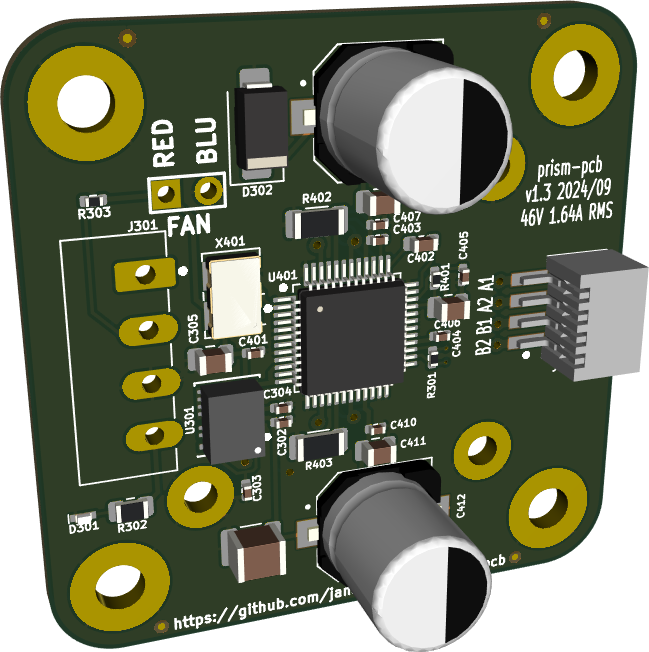 RED
BLU
FAN
prism-pcb
v1.3 2024/09
46V 1.64A RMS
D302
R303
J301
R402
C407
C403
C402
C405
X401
U401
R401
A1
A2
B1
B2
C305
C401
C406
C404
R301
U301
C304
C302
C410
C411
R403
C303
C412
D301
R302
https://github.com/jan
pcb